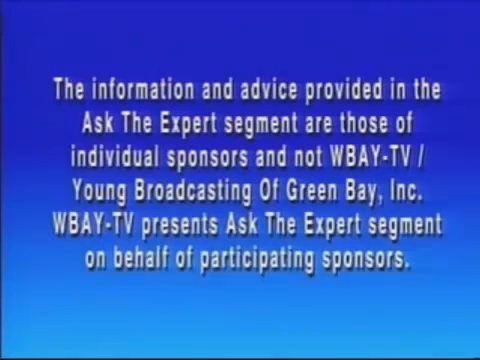 The information and advice provided in the
Ask The Expert segment are those of
individual sponsors and not WBAY-TV /
Young Broadcasting Of Green Bay, Inc.
WBAY-TV presents Ask The Expert segment
on behalf of participating sponsors.